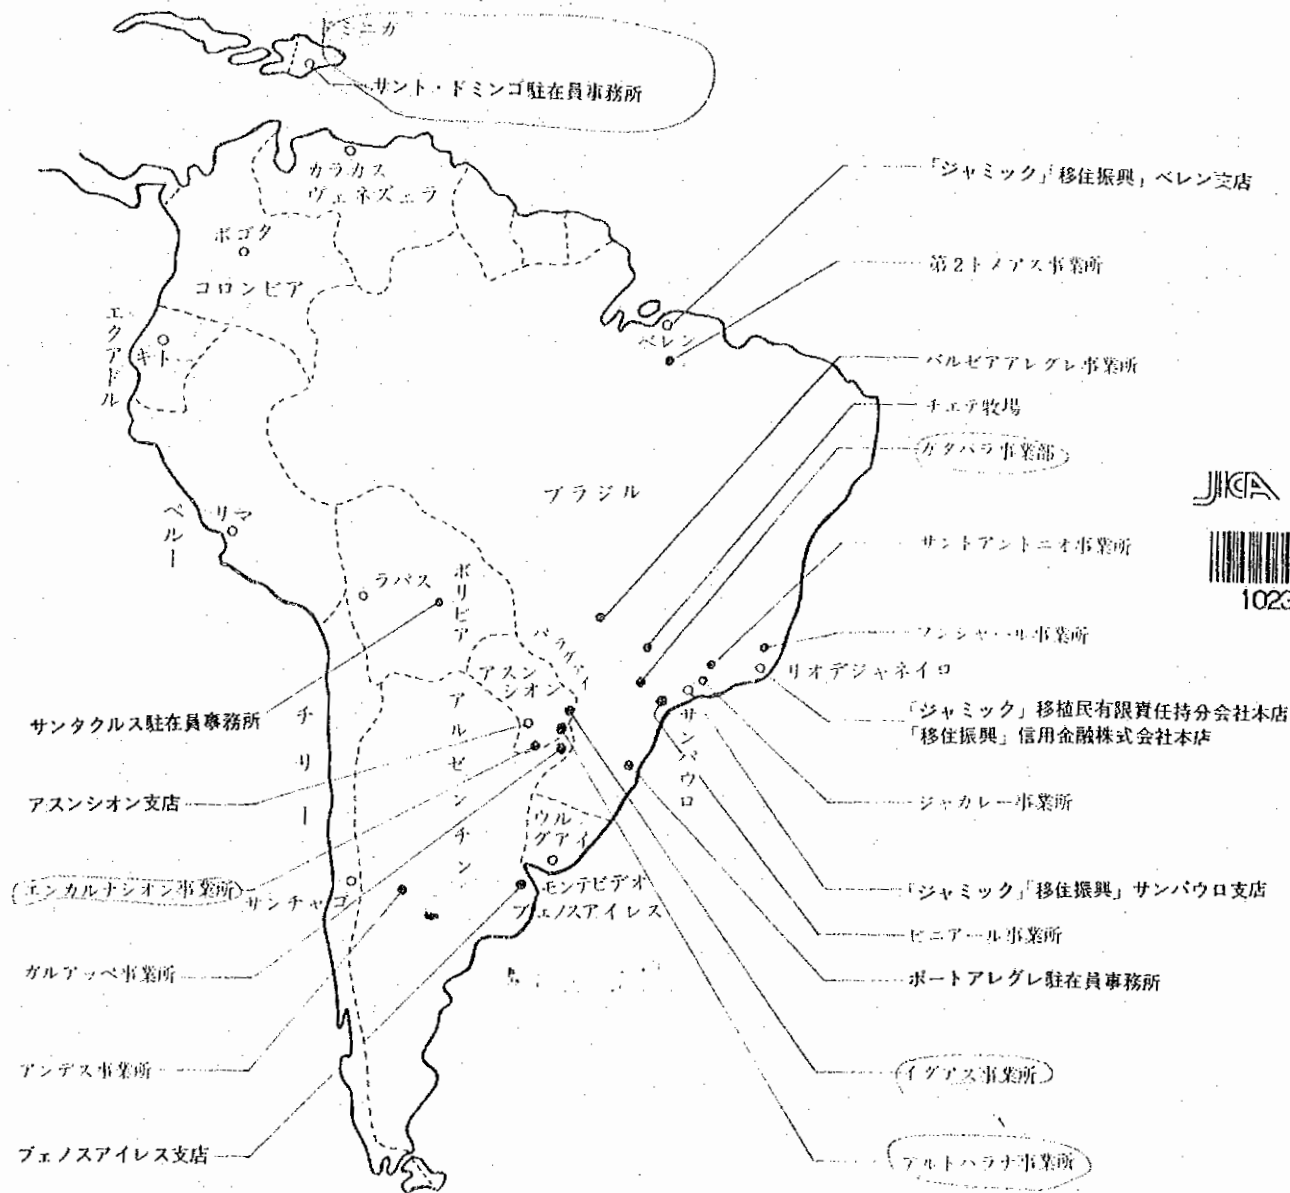 ドミニカ
サント・ドミンゴ駐在員事務所
カラカス
ヴェネズェラ
ボゴタ
コロンビア
エクアドル
キト
ペルー
リマ
ブラジル
ベレン
ラパス
ボリビア
パラグァイ
アスンシオン
アルゼンチン
チリー
サンチャゴ
ウルグアイ
モンテビデオ
ブェノスアイレス
サンパウロ
リオデジャネイロ
「ジャミック」「移住振興」ベレン支店
第2トメアス事業所
バルゼアアレグレ事業所
チエテ牧場
ガタパラ事業部
JICA
サントアントニオ事業所
フンシャール事業所
「ジャミック」移植民有限責任持分会社本店
「移住振興」信用金融株式会社本店
ジャカレー事業所
「ジャミック」「移住振興」サンパウロ支店
ピニアール事業所
ポートアレグレ駐在員事務所
イグアス事業所
アルトパラナ事業所
サンタクルス駐在員事務所
アスンシオン支店
エンカルナシオン事業所
ガルアッペ事業所
アンデス事業所
ブェノスアイレス支店